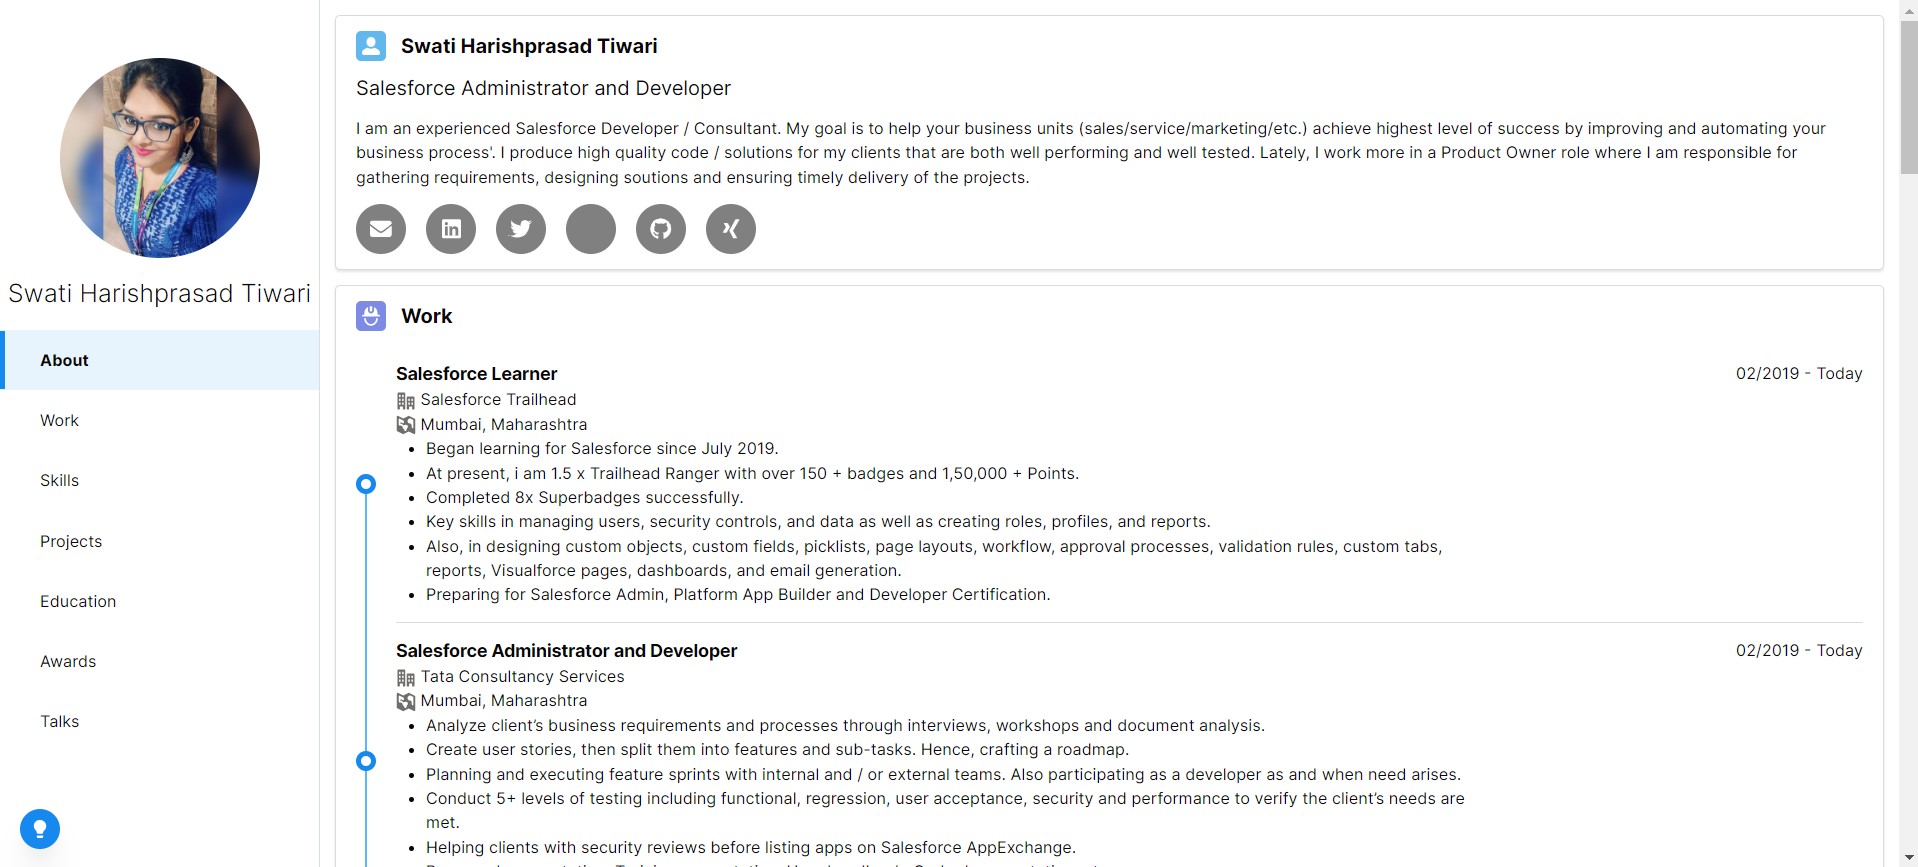 Swati Harishprasad Tiwari
About
Work
Skills
Projects
Education
Awards
Talks
Swati Harishprasad Tiwari
Salesforce Administrator and Developer
I am an experienced Salesforce Developer / Consultant. My goal is to help your business units (sales/service/marketing/etc.) achieve highest level of success by improving and automating your
business process'. I produce high quality code / solutions for my clients that are both well performing and well tested. Lately, I work more in a Product Owner role where I am responsible for
gathering requirements, designing soutions and ensuring timely delivery of the projects.
Work
Salesforce Learner 02/2019 - Today
Salesforce Trailhead
Mumbai, Maharashtra
• Began learning for Salesforce since July 2019.
• At present, i am 1.5 x Trailhead Ranger with over 150 + badges and 1,50,000 + Points.
• Completed 8x Superbadges successfully.
• Key skills in managing users, security controls, and data as well as creating roles, profiles, and reports.
• Also, in designing custom objects, custom fields, picklists, page layouts, workflow, approval processes, validation rules, custom tabs,
reports, Visualforce pages, dashboards, and email generation.
• Preparing for Salesforce Admin, Platform App Builder and Developer Certification.
Salesforce Administrator and Developer 02/2019 - Today
Tata Consultancy Services
Mumbai, Maharashtra
• Analyze client’s business requirements and processes through interviews, workshops and document analysis.
• Create user stories, then split them into features and sub-tasks. Hence, crafting a roadmap.
• Planning and executing feature sprints with internal and / or external teams. Also participating as a developer as and when need arises.
• Conduct 5+ levels of testing including functional, regression, user acceptance, security and performance to verify the client’s needs are
met.
• Helping clients with security reviews before listing apps on Salesforce AppExchange.